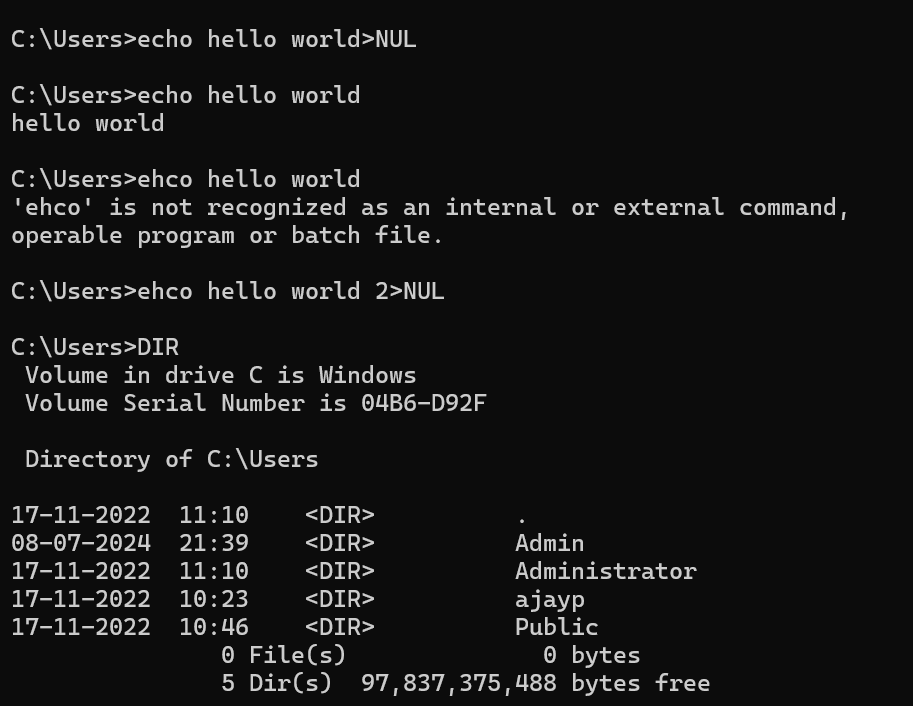 C:\Users>echo hello world>NUL
C:\Users>echo hello world
hello world
C:\Users>ehco hello world
'ehco' is not recognized as an internal or external command,
operable program or batch file.
C:\Users>ehco hello world 2>NUL
C:\Users>DIR
 Volume in drive C is Windows
 Volume Serial Number is 04B6-D92F
 Directory of C:\Users
17-11-2022  11:10    <DIR>          .
08-07-2024  21:39    <DIR>          Admin
17-11-2022  11:10    <DIR>          Administrator
17-11-2022  10:23    <DIR>          ajayp
17-11-2022  10:46    <DIR>          Public
               0 File(s)              0 bytes
               5 Dir(s)  97,837,375,488 bytes free